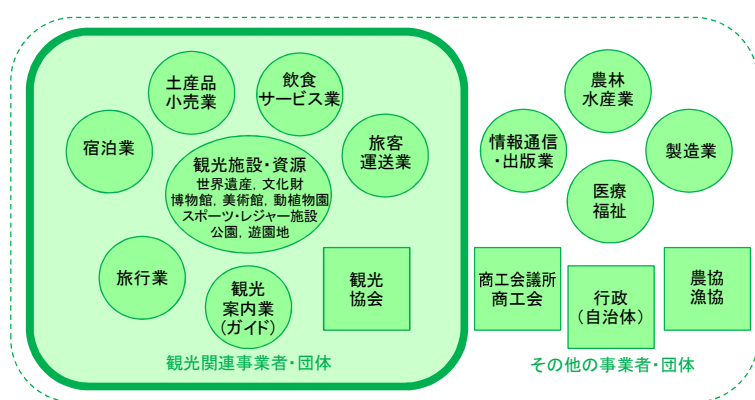 土産品
小売業
飲食
サービス業
宿泊業
旅客
運送業
観光施設・資源
世界遺産, 文化財
博物館, 美術館, 動植物園
スポーツ・レジャー施設
公園, 遊園地
旅行業
観光
案内業
(ガイド)
観光
協会
観光関連事業者・団体
農林
水産業
情報通信
・出版業
製造業
医療
福祉
商工会議所
商工会
行政
(自治体)
農協
漁協
その他の事業者・団体